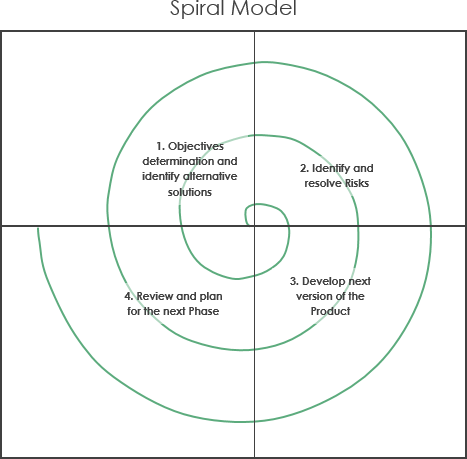 Spiral Model
1. Objectives
determination and
identify alternative
solutions
2. Identify and
resolve Risks
3. Develop next
version of the
Product
4. Review and plan
for the next Phase